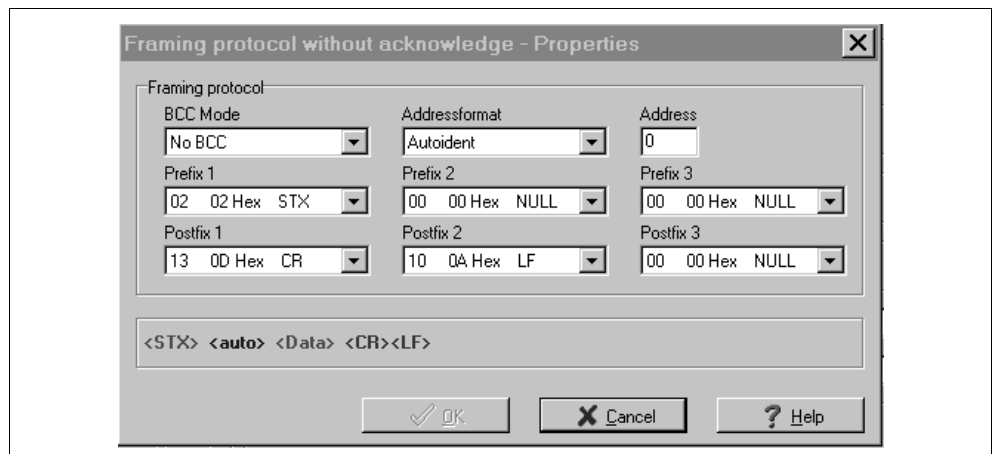 Framing protocol without acknowledge - Properties
Framing protocol
BCC Mode Addressformat Address
No BCC Autoident 0
Prefix 1 Prefix 2 Prefix 3
02 02 Hex STX 00 00 Hex NULL 00 00 Hex NULL
Postfix 1 Postfix 2 Postfix 3
13 0D Hex CR 10 0A Hex LF 00 00 Hex NULL
<STX> <auto> <Data> <CR><LF>
OK Cancel ? Help